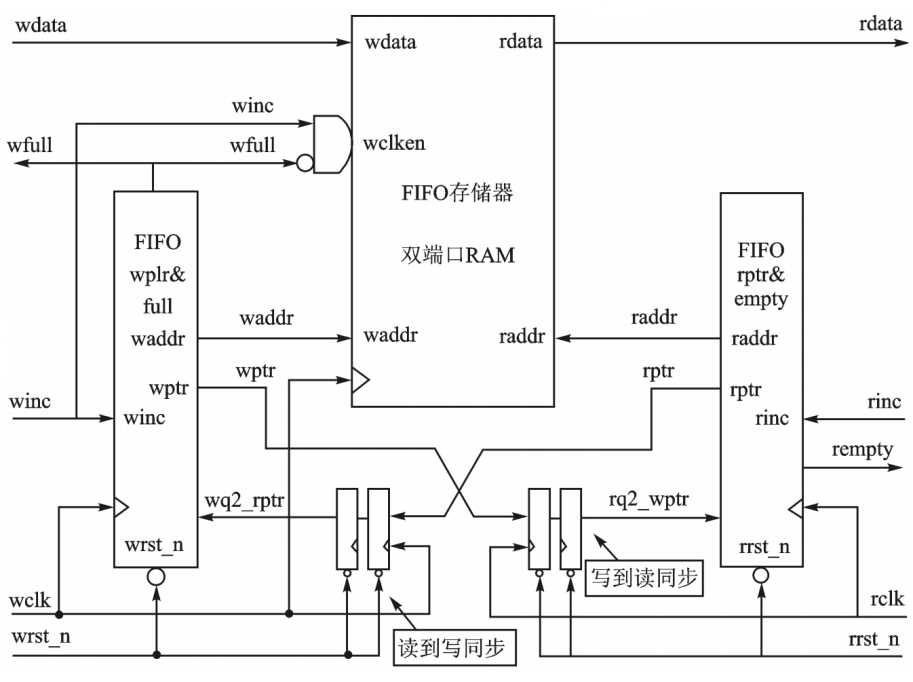 wdata
wdata
rdata
rdata
winc
wfull
wfull
wclken
FIFO存储器
双端口RAM
FIFO
wplr&
full
waddr
waddr
waddr
wptr
wptr
winc
winc
wrst_n
raddr
raddr
FIFO
rptr&
empty
raddr
rptr
rptr
rinc
rinc
rempty
rrst_n
wq2_rptr
rq2_wptr
写到读同步
读到写同步
wclk
wrst_n
rclk
rrst_n